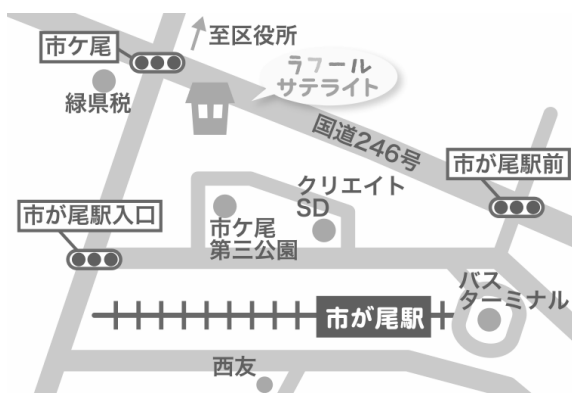 至区役所
市ケ尾
ラフール
サテライト
緑県税
国道246号
市が尾駅前
クリエイト
SD
市が尾駅入口
市ケ尾
第三公園
バス
ターミナル
市が尾駅
西友